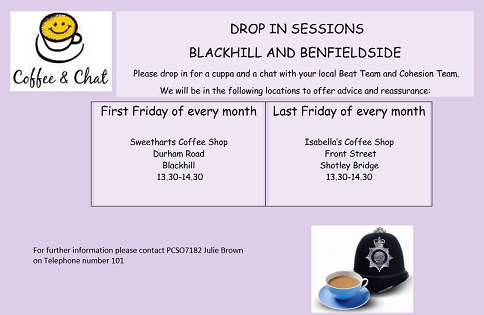 Coffee & Chat
DROP IN SESSIONS
BLACKHILL AND BENFIELDSIDE
Please drop in for a cuppa and a chat with your local Beat Team and Cohesion Team.
We will be in the following locations to offer advice and reassurance:
First Friday of every month
Sweetharts Coffee Shop
Durham Road
Blackhill
13,30-14,30
Last Friday of every month
Isabella's Coffee Shop
Front Street
Shotley Bridge
13,30-14,30
For further information please contact PCSO7182 Julie Brown
on Telephone number 101